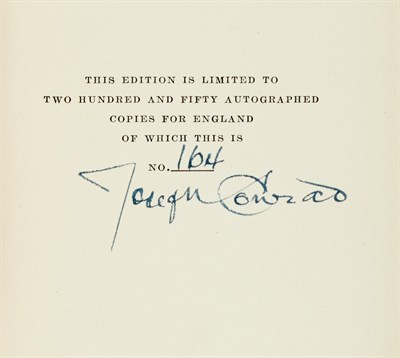 THIS EDITION IS LIMITED TO
TWO HUNDRED AND FIFTY AUTOGRAPHED
COPIES FOR ENGLAND
OF WHICH THIS IS
NO. 164
Joseph Conrad